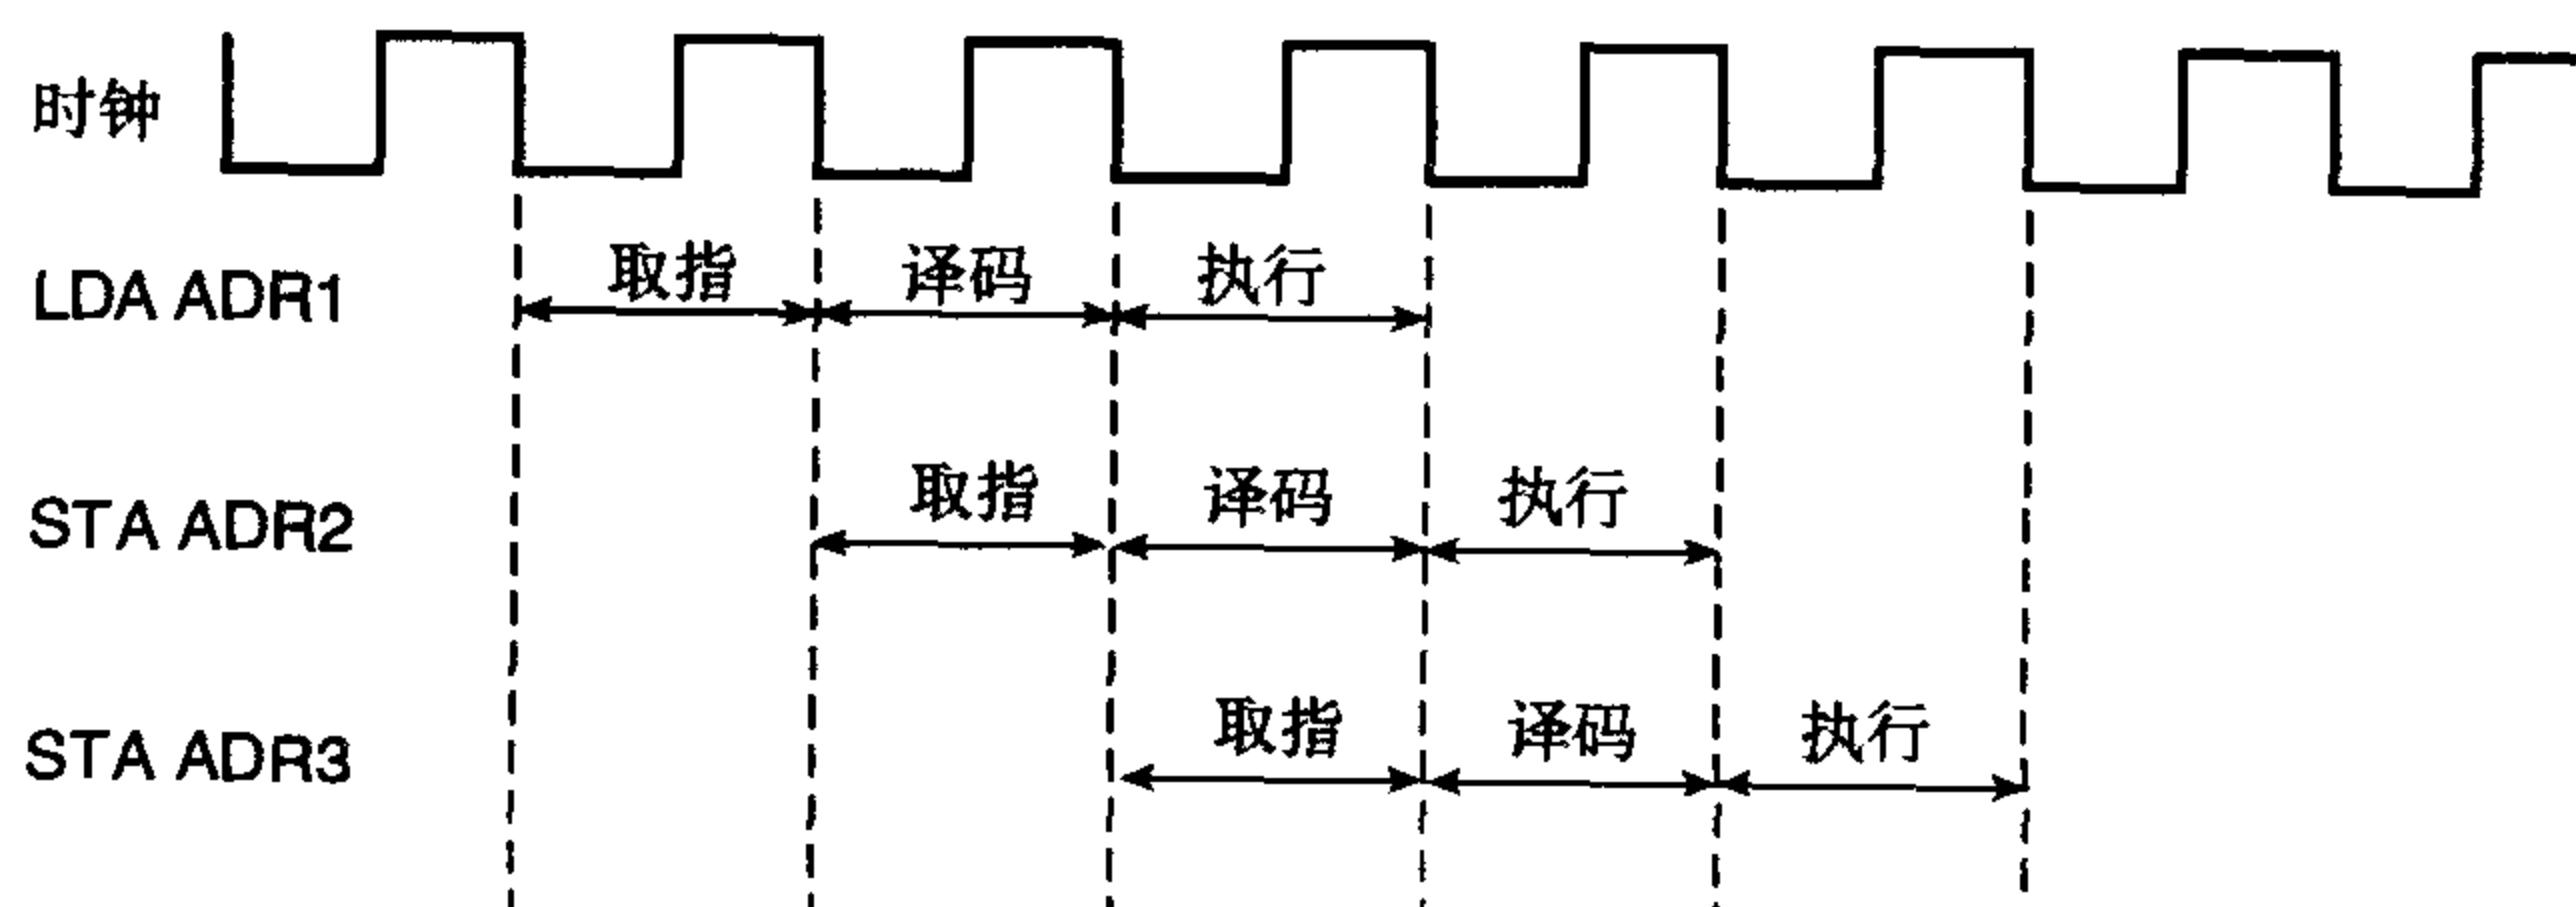 时钟
LDA ADR1 取指 译码 执行
STA ADR2 取指 译码 执行
STA ADR3 取指 译码 执行